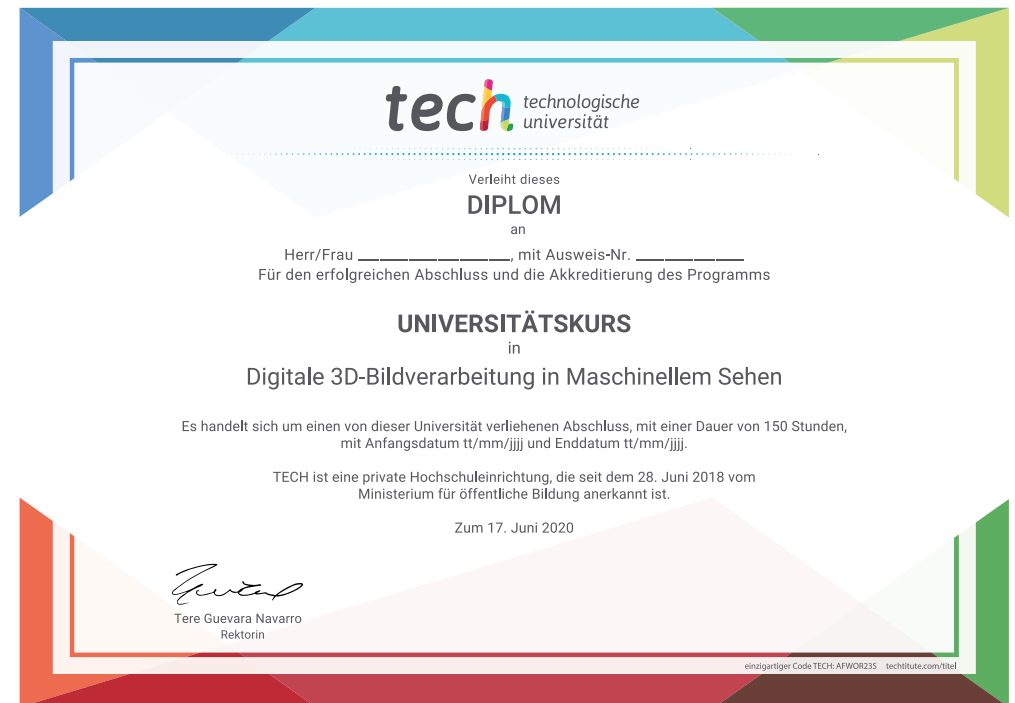 tech technologische
universität
Verleiht dieses
DIPLOM
an
Herr/Frau ____________________, mit Ausweis-Nr. ______________
Für den erfolgreichen Abschluss und die Akkreditierung des Programms
UNIVERSITÄTSKURS
in
Digitale 3D-Bildverarbeitung in Maschinellem Sehen
Es handelt sich um einen von dieser Universität verliehenen Abschluss, mit einer Dauer von 150 Stunden,
mit Anfangsdatum tt/mm/jjjj und Enddatum tt/mm/jjjj.
TECH ist eine private Hochschuleinrichtung, die seit dem 28. Juni 2018 vom
Ministerium für öffentliche Bildung anerkannt ist.
Zum 17. Juni 2020
Tere Guevara Navarro
Rektorin
einzigartiger Code TECH: AFWOR23S techtitute.com/titel